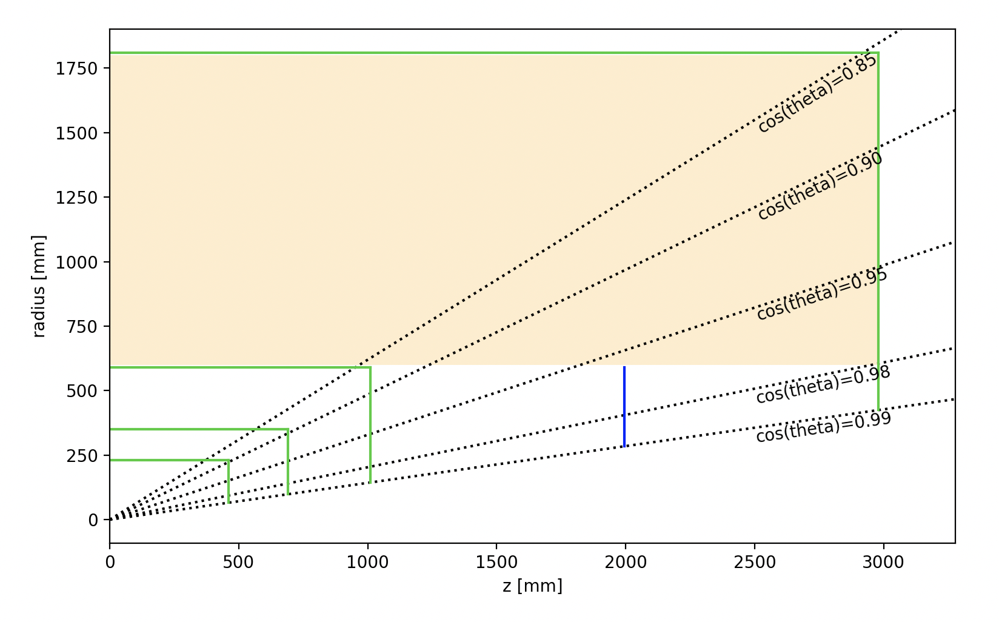 1750
1500
1250
1000
750
500
250
0
radius [mm]
cos(theta)=0.85
cos(theta)=0.90
cos(theta)=0.95
cos(theta)=0.98
cos(theta)=0.99
0 500 1000 1500 2000 2500 3000
z [mm]